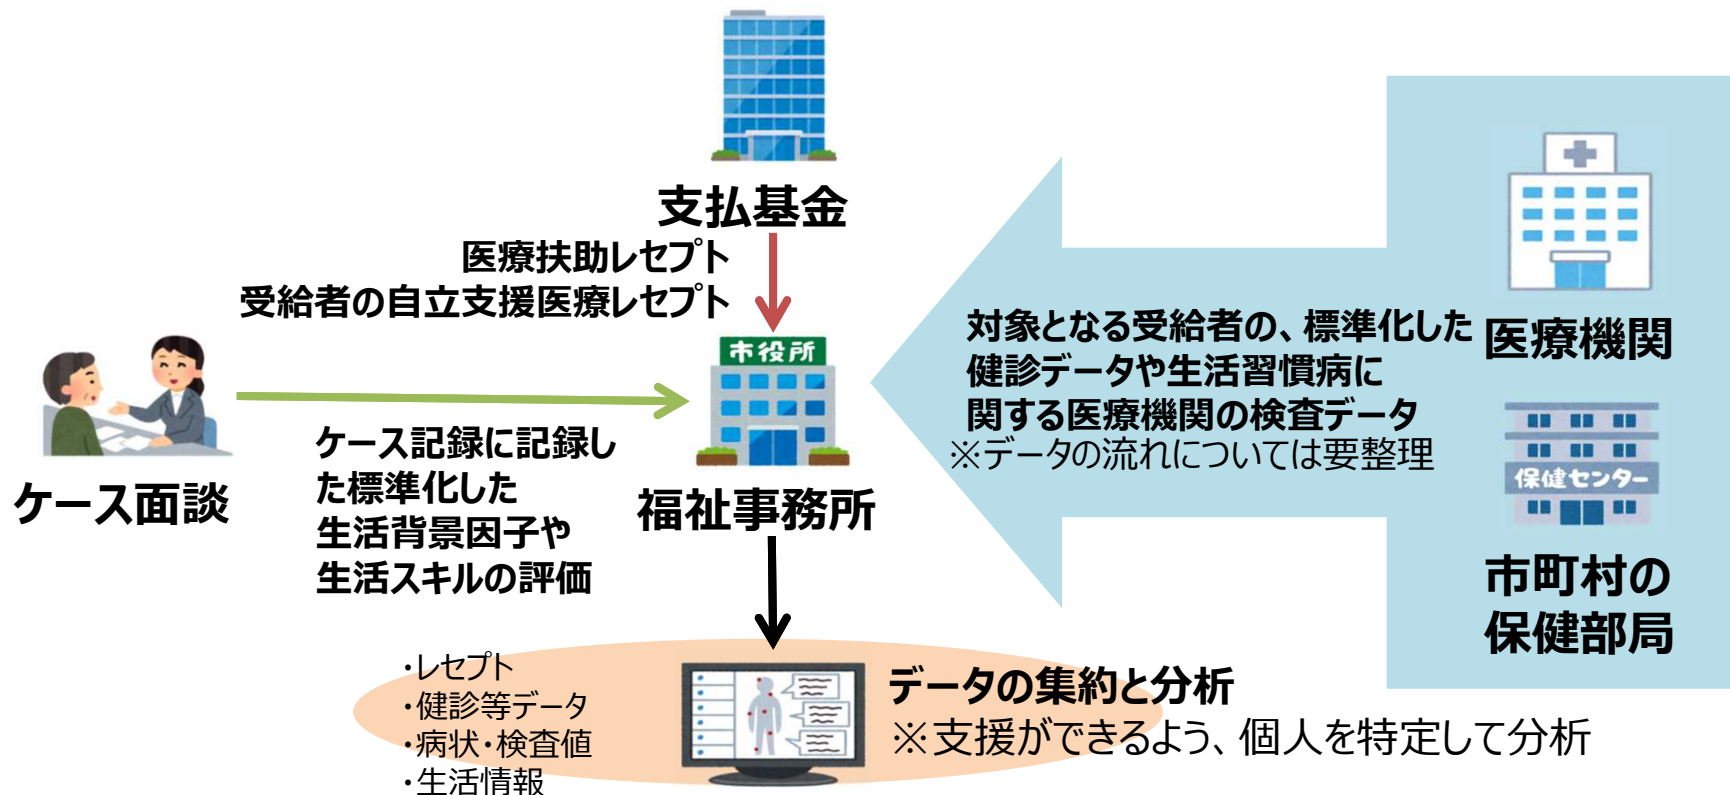 支払基金
医療扶助レセプト
受給者の自立支援医療レセプト
市役所
福祉事務所
ケース面談
ケース記録に記録し
た標準化した
生活背景因子や
生活スキルの評価
対象となる受給者の、標準化した
健診データや生活習慣病に
関する医療機関の検査データ
※データの流れについては要整理
医療機関
保健センター
市町村の
保健部局
・レセプト
・健診等データ
・病状・検査値
・生活情報
データの集約と分析
※支援ができるよう、個人を特定して分析